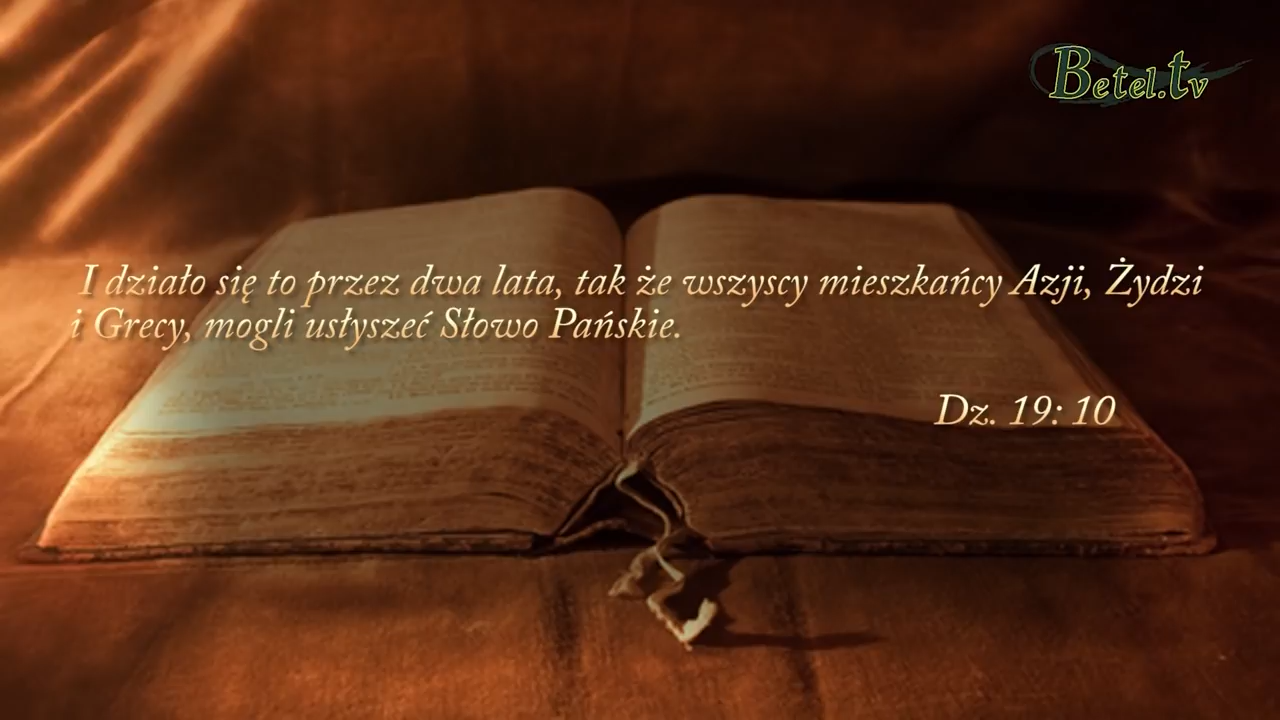 Betel.tv
I działo się to przez dwa lata, tak że wszyscy mieszkańcy Azji, Żydzi
i Grecy, mogli usłyszeć Słowo Pańskie.
Dz. 19: 10